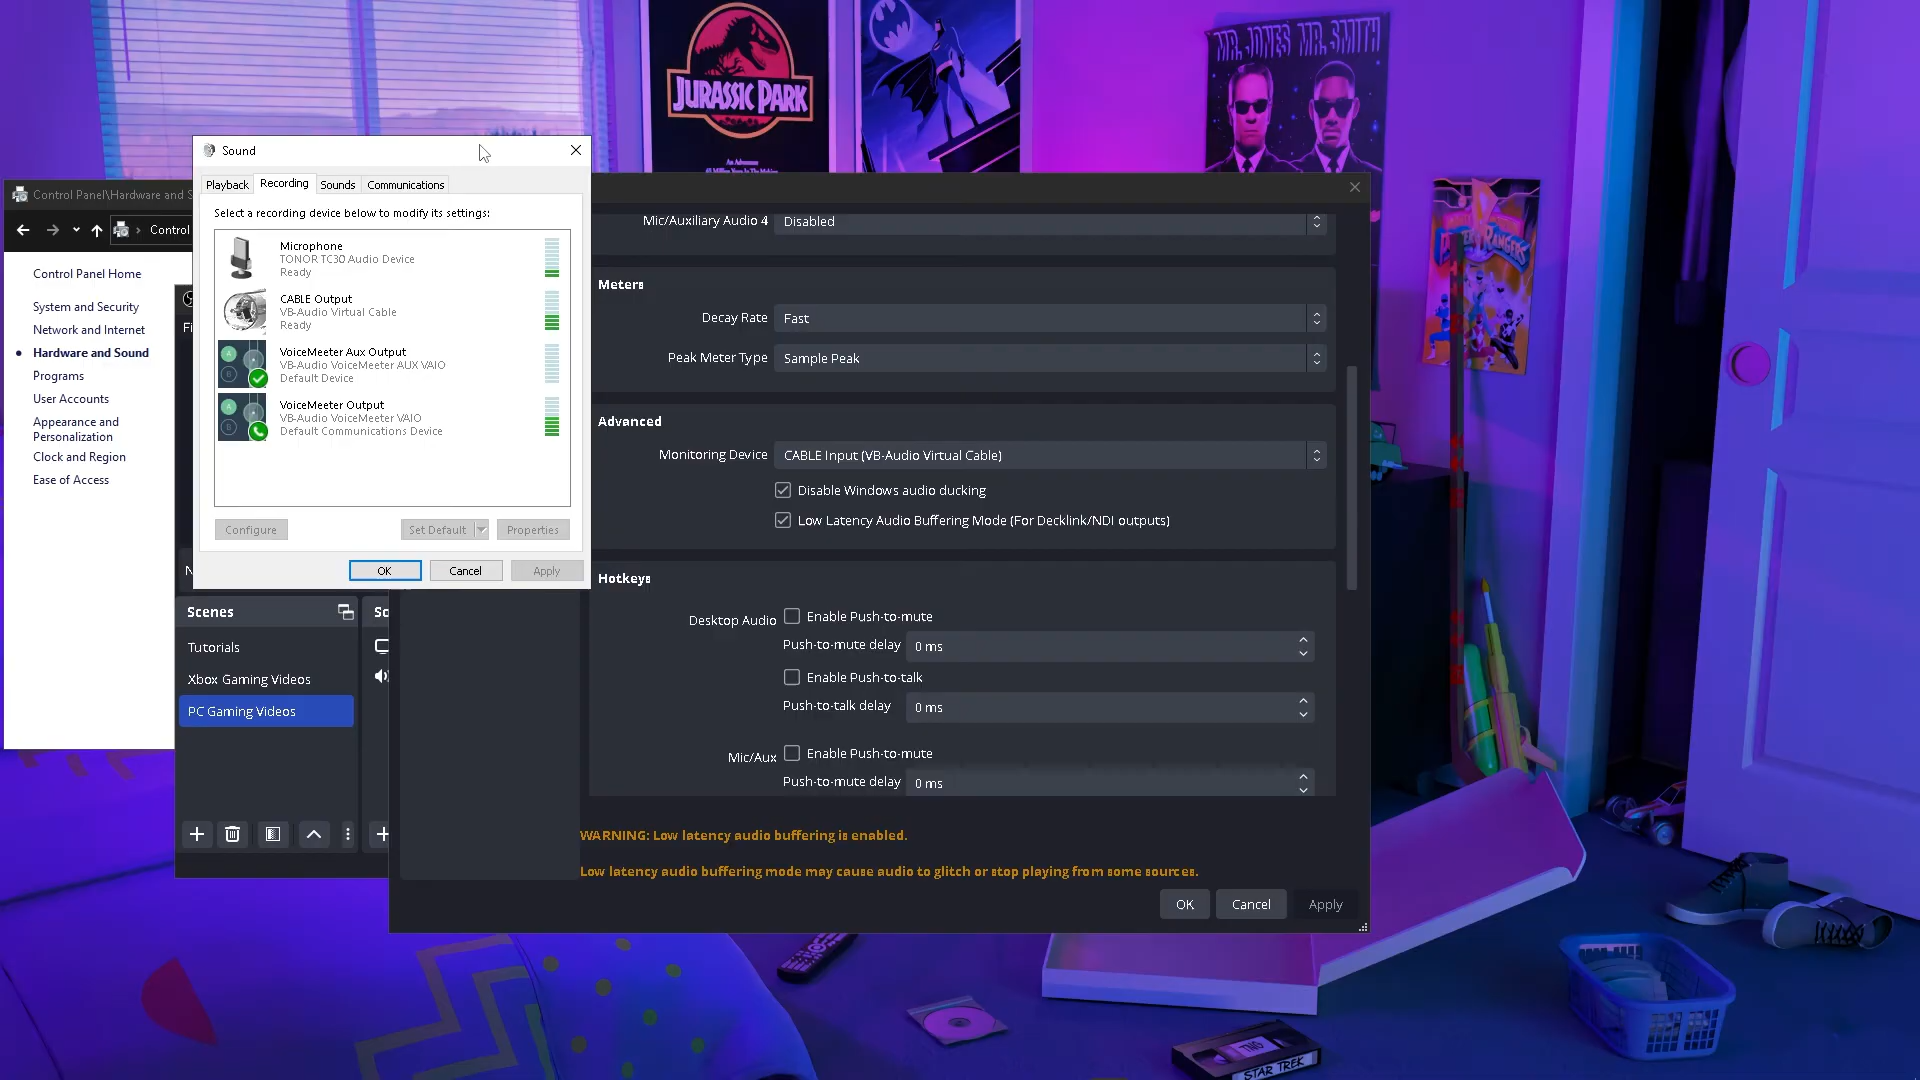 JURASSIC PARK
An Adventure
MR. JONES MR. SMITH
POWER RANGERS
Sound
Playback
Recording
Sounds
Communications
Select a recording device below to modify its settings:
Microphone
TONOR TC30 Audio Device
Ready
CABLE Output
VB-Audio Virtual Cable
Ready
VoiceMeeter Aux Output
VB-Audio VoiceMeeter AUX VAIO
Default Device
VoiceMeeter Output
VB-Audio VoiceMeeter VAIO
Default Communications Device
Configure
Set Default
Properties
OK
Cancel
Apply
Control Panel\Hardware and S
Control
Control Panel Home
System and Security
Network and Internet
Hardware and Sound
Programs
User Accounts
Appearance and
Personalization
Clock and Region
Ease of Access
Fi
N
Scenes
Sc
Tutorials
Xbox Gaming Videos
PC Gaming Videos
Mic/Auxiliary Audio 4
Disabled
Meters
Decay Rate
Fast
Peak Meter Type
Sample Peak
Advanced
Monitoring Device
CABLE Input (VB-Audio Virtual Cable)
Disable Windows audio ducking
Low Latency Audio Buffering Mode (For Decklink/NDI outputs)
Hotkeys
Desktop Audio
Enable Push-to-mute
Push-to-mute delay
0 ms
Enable Push-to-talk
Push-to-talk delay
0 ms
Mic/Aux
Enable Push-to-mute
Push-to-mute delay
0 ms
WARNING: Low latency audio buffering is enabled.
Low latency audio buffering mode may cause audio to glitch or stop playing from some sources.
OK
Cancel
Apply
TNG
STAR TREK